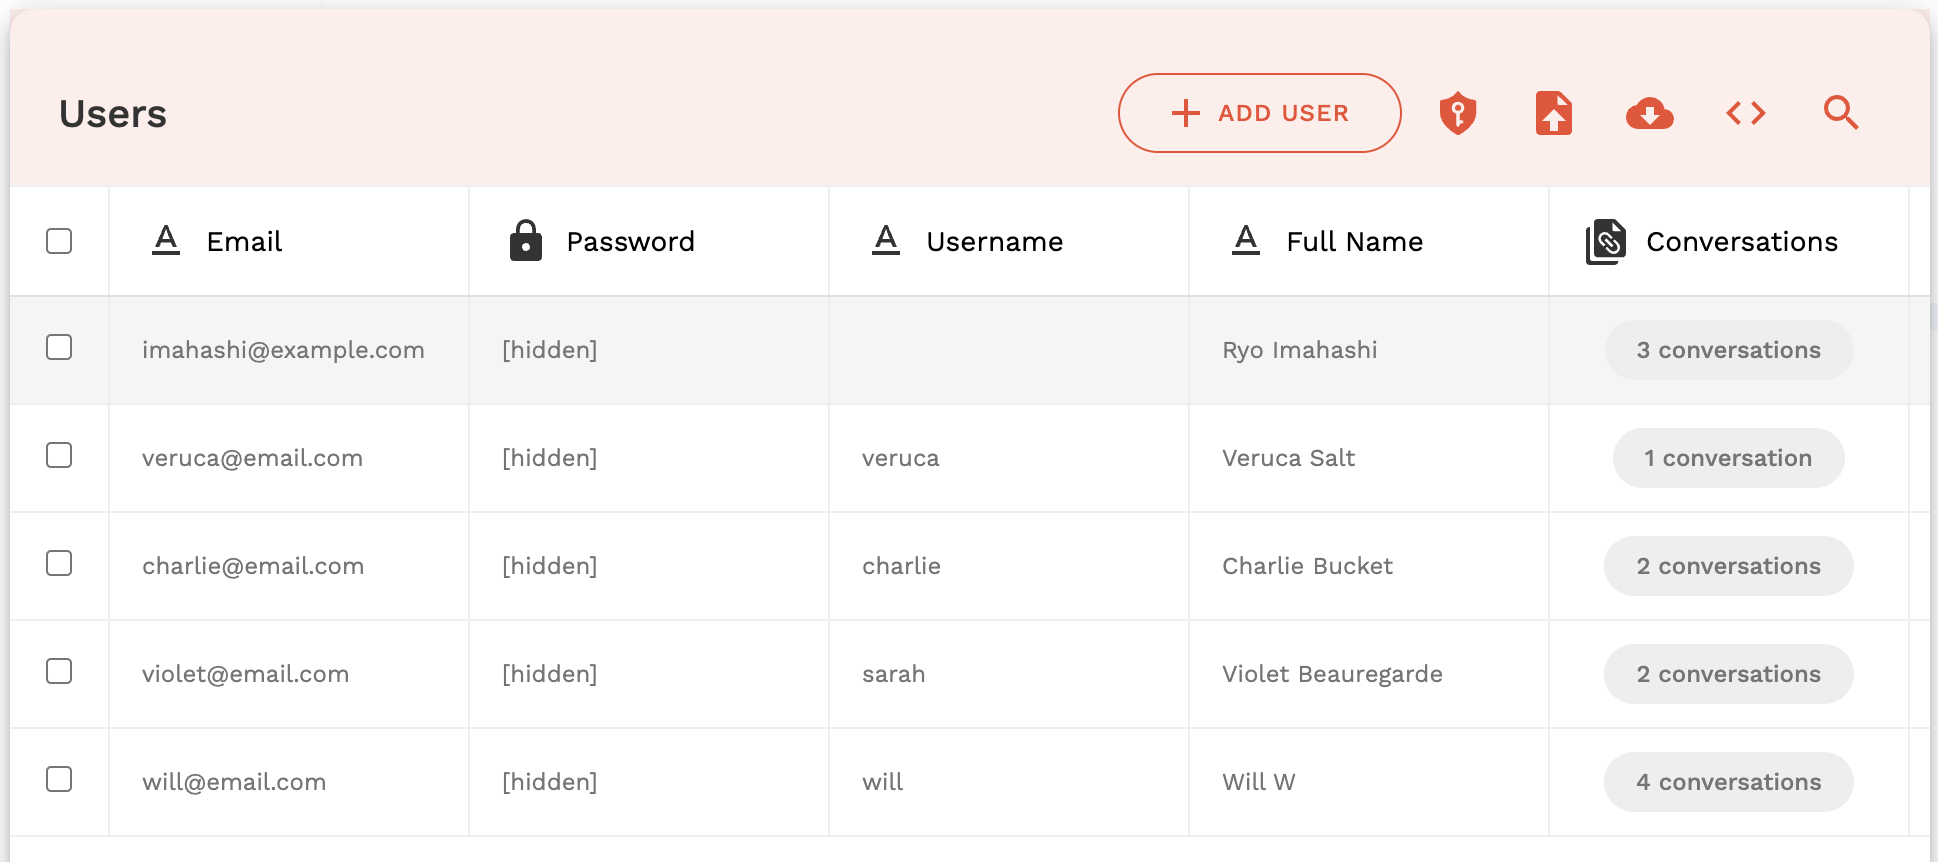 Users
ADD USER
Email Password Username Full Name Conversations
imahashi@example.com [hidden] Ryo Imahashi 3 conversations
veruca@email.com [hidden] veruca Veruca Salt 1 conversation
charlie@email.com [hidden] charlie Charlie Bucket 2 conversations
violet@email.com [hidden] sarah Violet Beauregarde 2 conversations
will@email.com [hidden] will Will W 4 conversations